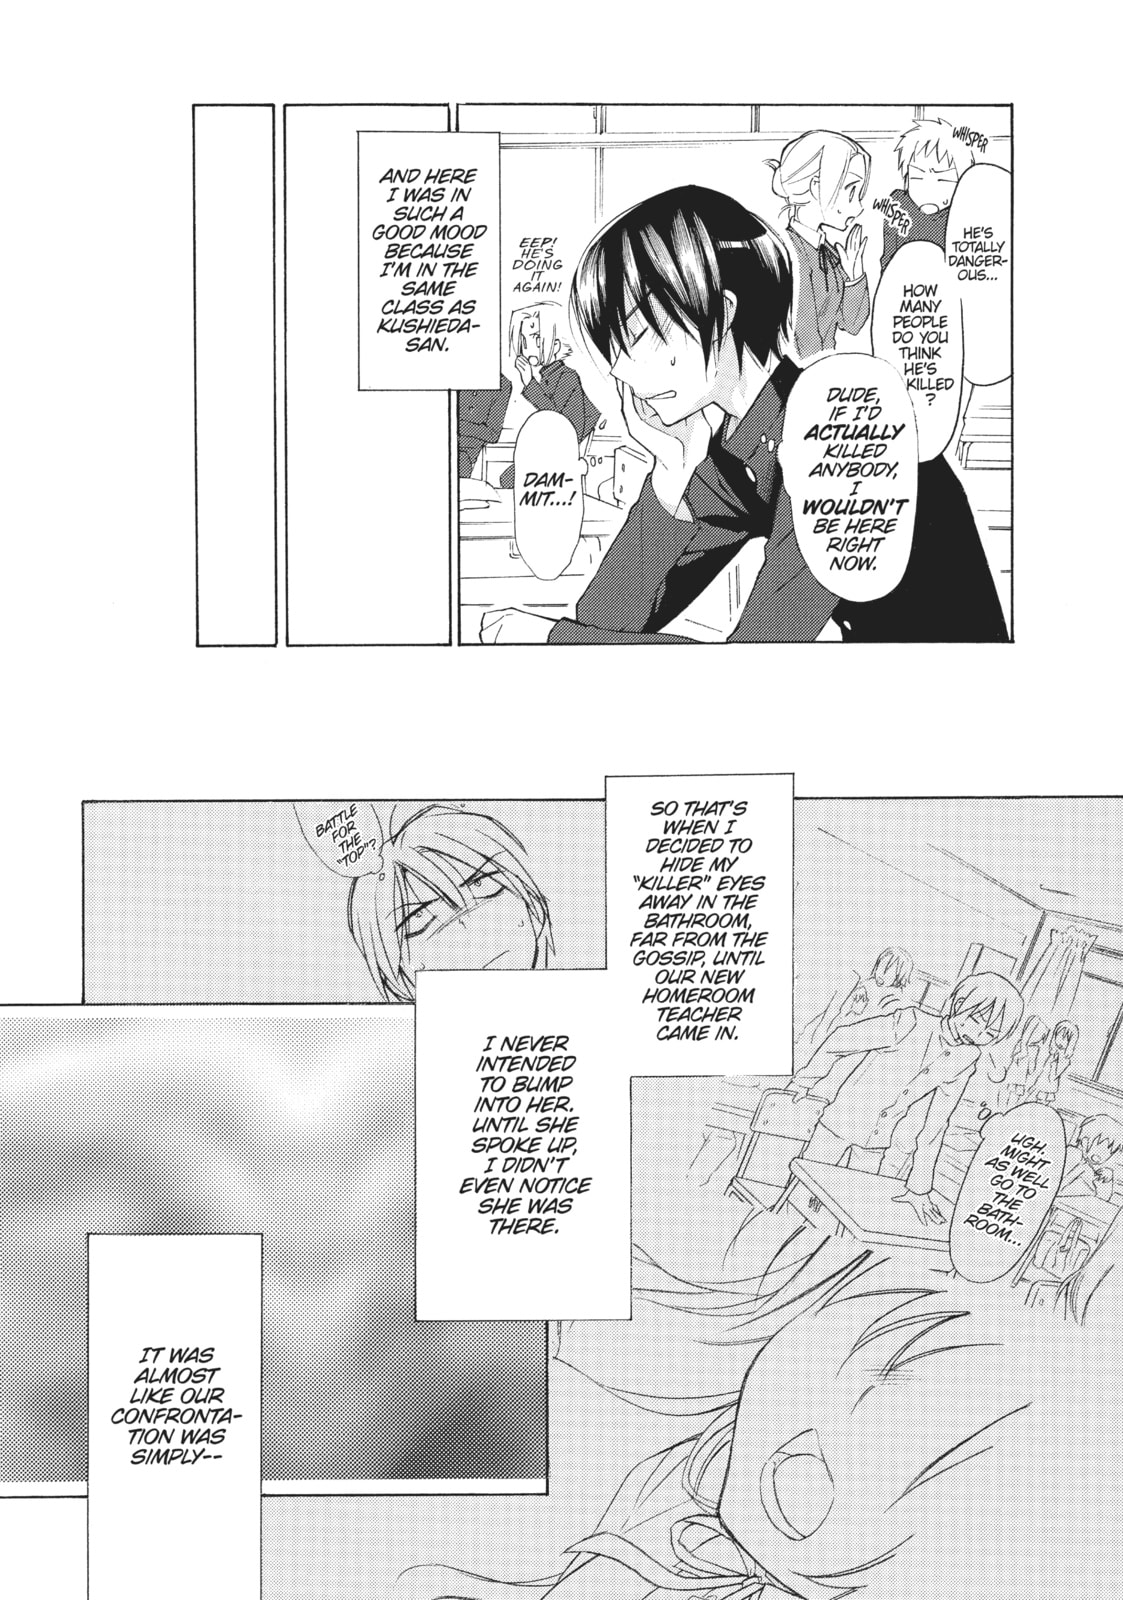 WHISPER
WHISPER
HE'S
TOTALLY
DANGER-
OUS...
HOW
MANY
PEOPLE
DO YOU
THINK
HE'S
KILLED
?
DUDE,
IF I'D
ACTUALLY
KILLED
ANYBODY,
I
WOULDN'T
BE HERE
RIGHT
NOW.
EEP!
HE'S
DOING
IT
AGAIN!
DAM-
MIT...!
AND HERE
I WAS IN
SUCH A
GOOD MOOD
BECAUSE
I'M IN THE
SAME
CLASS AS
KUSHIEDA-
SAN.
SO THAT'S
WHEN I
DECIDED TO
HIDE MY
"KILLER" EYES
AWAY IN THE
BATHROOM,
FAR FROM THE
GOSSIP, UNTIL
OUR NEW
HOMEROOM
TEACHER
CAME IN.
UGH.
MIGHT
AS WELL
GO TO
THE
BATH-
ROOM...
BATTLE
FOR
THE
"TOP"?
I NEVER
INTENDED
TO BUMP
INTO HER.
UNTIL SHE
SPOKE UP,
I DIDN'T
EVEN NOTICE
SHE WAS
THERE.
IT WAS
ALMOST
LIKE OUR
CONFRONTA-
TION WAS
SIMPLY--